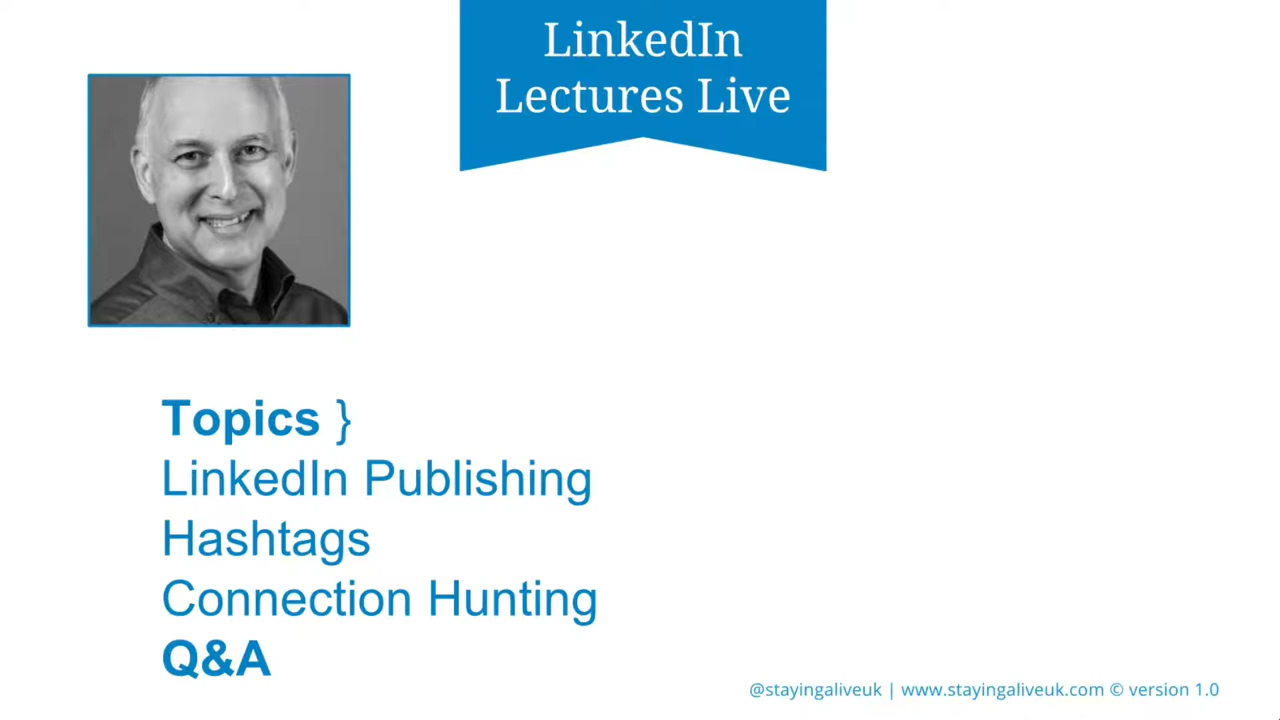 LinkedIn
Lectures Live
Topics }
LinkedIn Publishing
Hashtags
Connection Hunting
Q&A
@stayingaliveuk | www.stayingaliveuk.com © version 1.0